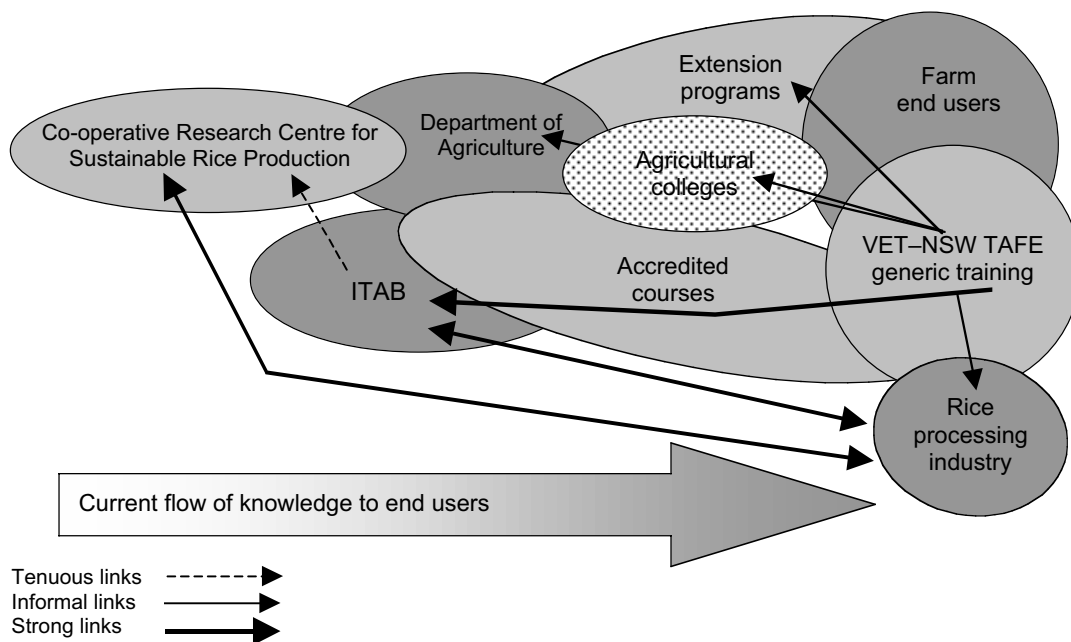 Extension
programs
Farm
end users
Co-operative Research Centre for
Sustainable Rice Production
Department of
Agriculture
Agricultural
colleges
VET–NSW TAFE
generic training
ITAB
Accredited
courses
Rice
processing
industry
Current flow of knowledge to end users
Tenuous links
Informal links
Strong links